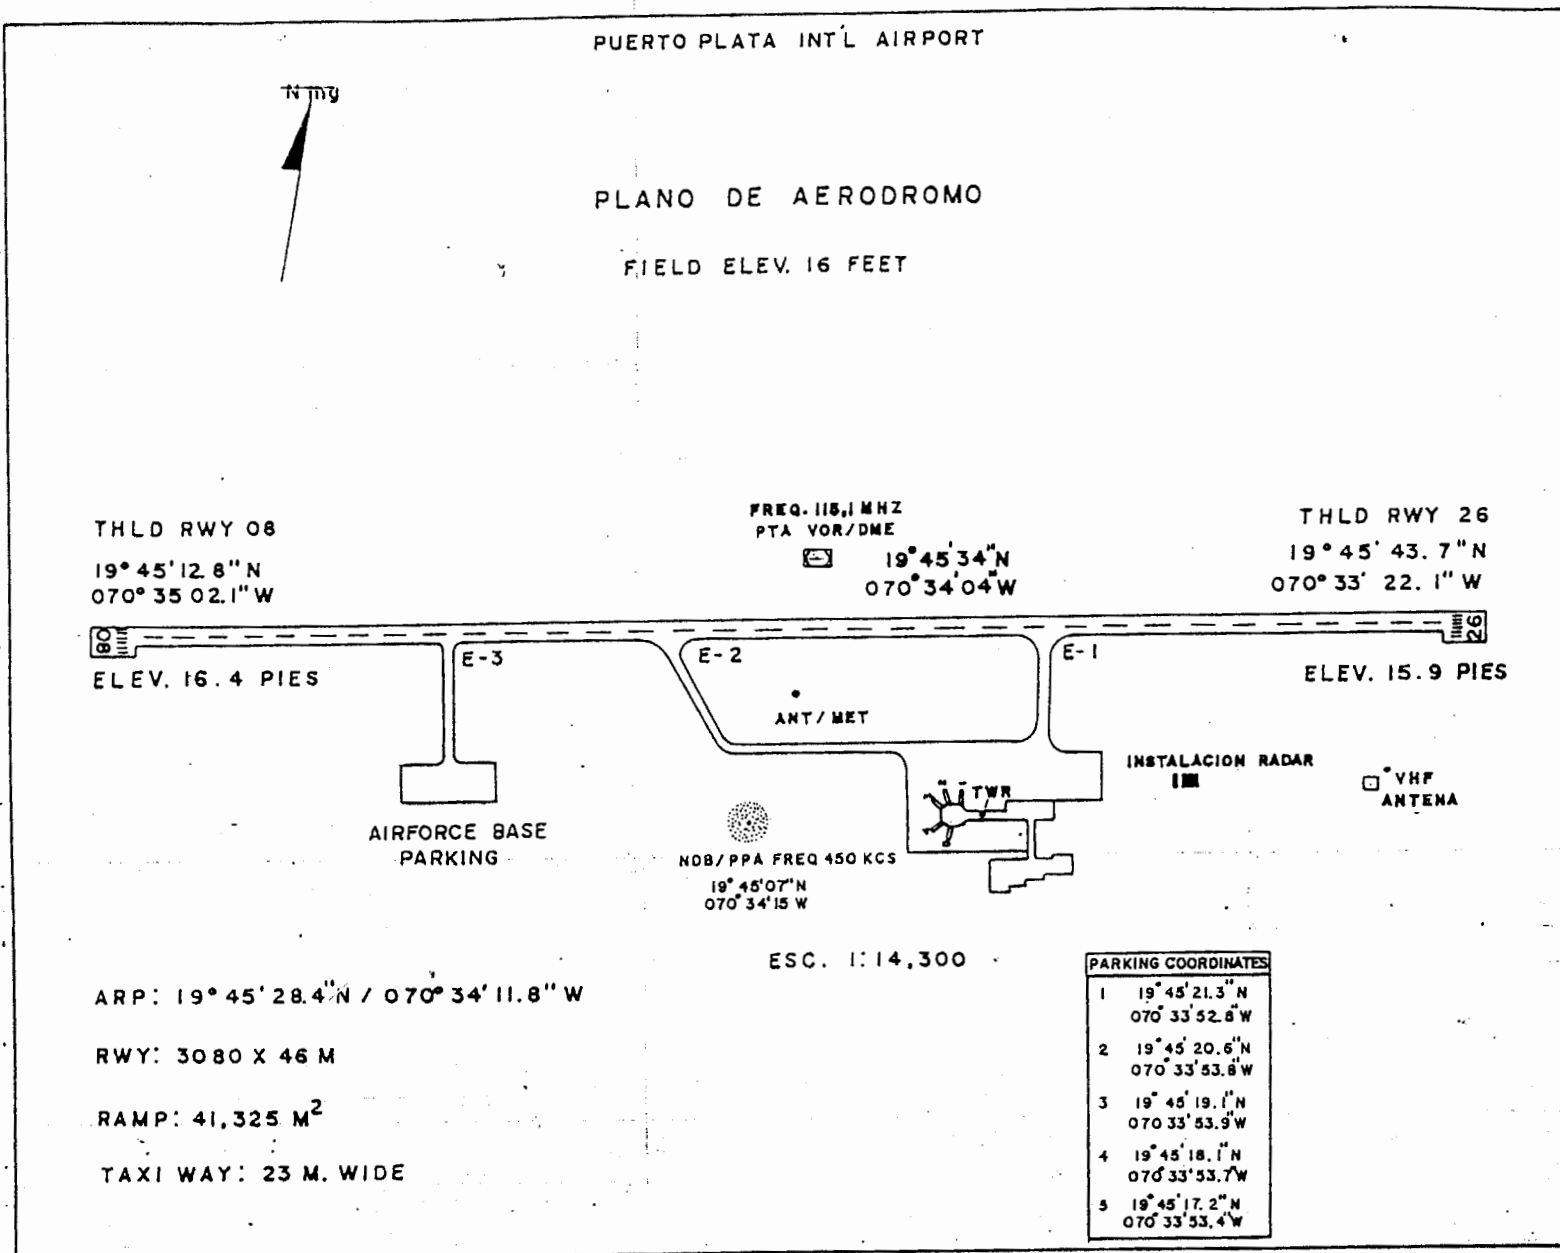 PUERTO PLATA INT'L AIRPORT
N mg
PLANO DE AERODROMO
FIELD ELEV. 16 FEET
THLD RWY 08
19° 45' 12.8" N
070° 35 02.1" W
FREQ. 115,1 MHZ
PTA VOR/DME
19° 45' 34" N
070° 34' 04" W
THLD RWY 26
19° 45' 43.7" N
070° 33' 22.1" W
08
26
E-3
E-2
E-1
ELEV. 16.4 PIES
ELEV. 15.9 PIES
ANT/MET
INSTALACION RADAR
VHF
ANTENA
TWR
AIRFORCE BASE
PARKING
NDB/PPA FREQ 450 KCS
19° 45' 07" N
070° 34' 15 W
ESC. 1:14,300
ARP: 19° 45' 28.4" N / 070° 34' 11.8" W
RWY: 3080 X 46 M
RAMP: 41,325 M²
TAXI WAY: 23 M. WIDE
PARKING COORDINATES
1 19° 45' 21.3" N
070° 33' 52.8" W
2 19° 45' 20.6" N
070° 33' 53.8" W
3 19° 45' 19.1" N
070 33' 53.9" W
4 19° 45' 18.1" N
070° 33' 53.7" W
5 19° 45' 17.2" N
070° 33' 53.4" W